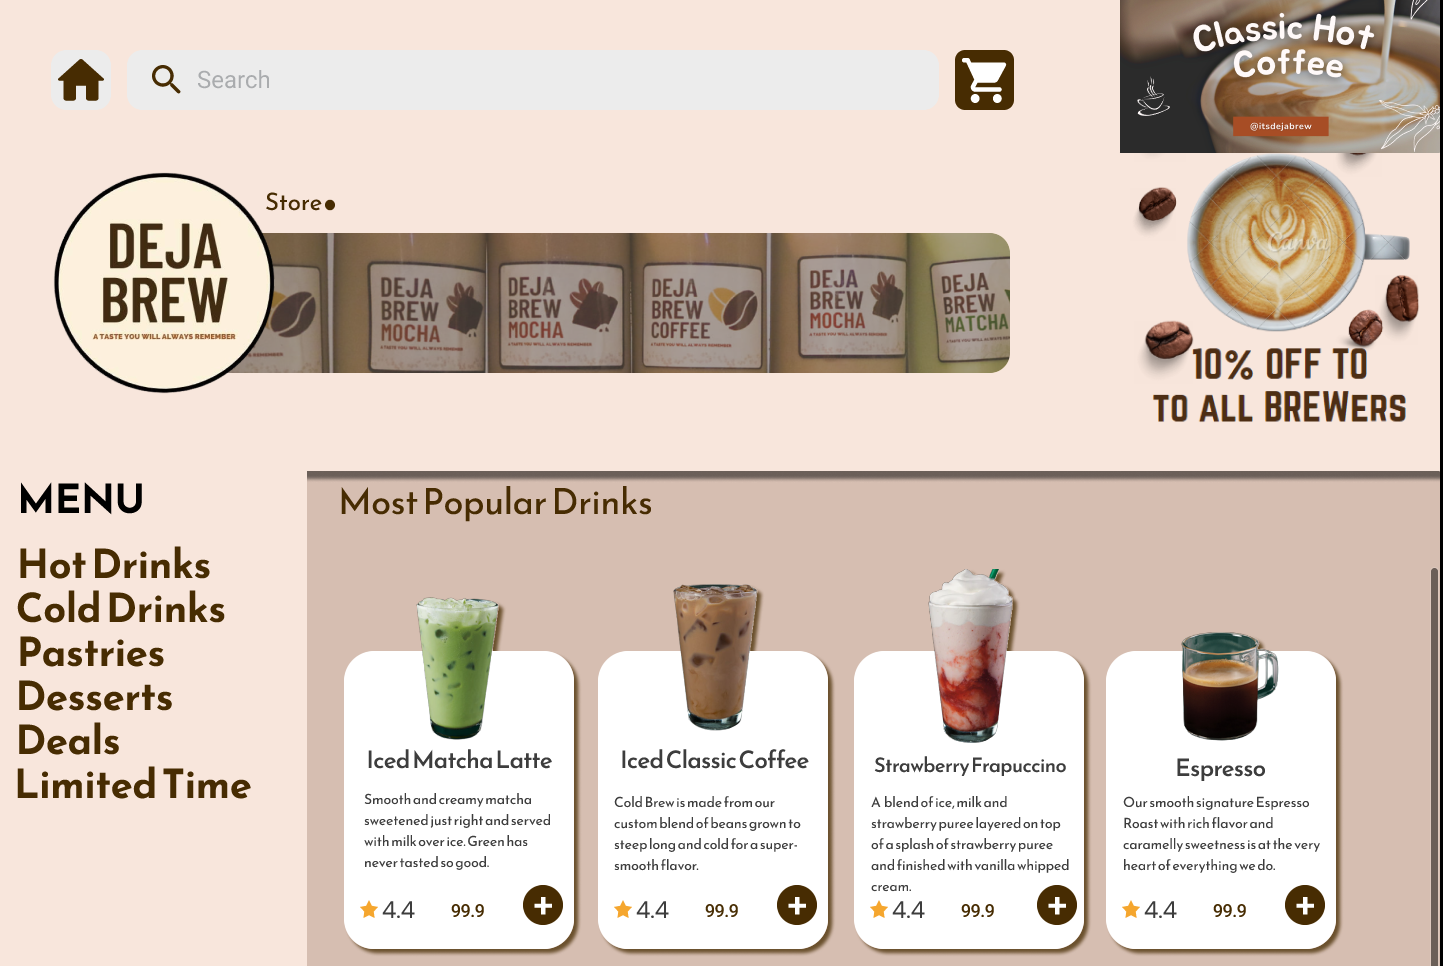 Search
Classic Hot
Coffee
@itsdejabrew
Store
DEJA
BREW
A TASTE YOU WILL ALWAYS REMEMBER
DEJA
BREW
MOCHA
DEJA
BREW
MOCHA
DEJA
BREW
COFFEE
DEJA
BREW
MOCHA
DEJA
BREW
MATCHA
Canva
10% OFF TO
TO ALL BREWERS
MENU
Hot Drinks
Cold Drinks
Pastries
Desserts
Deals
Limited Time
Most Popular Drinks
Iced Matcha Latte
Smooth and creamy matcha
sweetened just right and served
with milk over ice. Green has
never tasted so good.
4.4
99.9
Iced Classic Coffee
Cold Brew is made from our
custom blend of beans grown to
steep long and cold for a super-
smooth flavor.
4.4
99.9
Strawberry Frapuccino
A blend of ice, milk and
strawberry puree layered on top
of a splash of strawberry puree
and finished with vanilla whipped
cream.
4.4
99.9
Espresso
Our smooth signature Espresso
Roast with rich flavor and
caramelly sweetness is at the very
heart of everything we do.
4.4
99.9